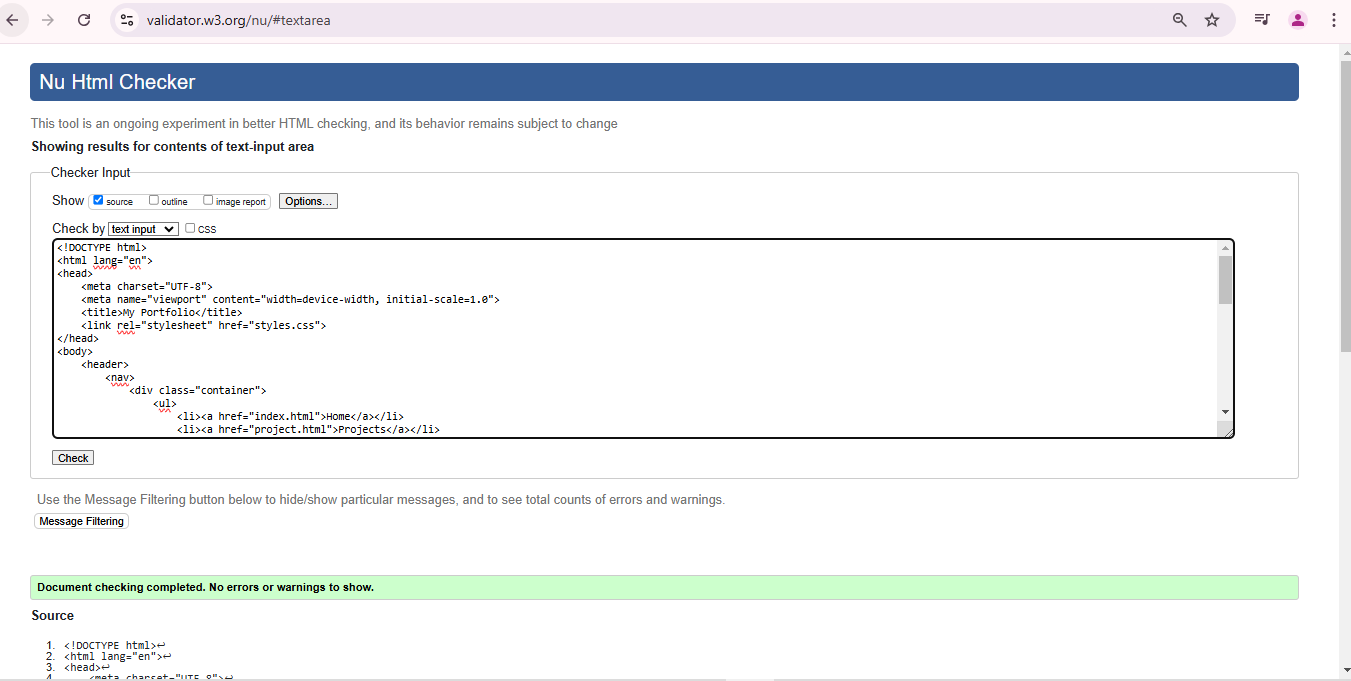 validator.w3.org/nu/#textarea
Nu Html Checker
This tool is an ongoing experiment in better HTML checking, and its behavior remains subject to change
Showing results for contents of text-input area
Checker Input
Show source outline image report Options...
Check by text input css
<!DOCTYPE html>
<html lang="en">
<head>
    <meta charset="UTF-8">
    <meta name="viewport" content="width=device-width, initial-scale=1.0">
    <title>My Portfolio</title>
    <link rel="stylesheet" href="styles.css">
</head>
<body>
    <header>
        <nav>
            <div class="container">
                <ul>
                    <li><a href="index.html">Home</a></li>
                    <li><a href="project.html">Projects</a></li>
Check
Use the Message Filtering button below to hide/show particular messages, and to see total counts of errors and warnings.
Message Filtering
Document checking completed. No errors or warnings to show.
Source
1. <!DOCTYPE html>↩
2. <html lang="en">↩
3. <head>↩
4. <meta charset="UTF-8">↩